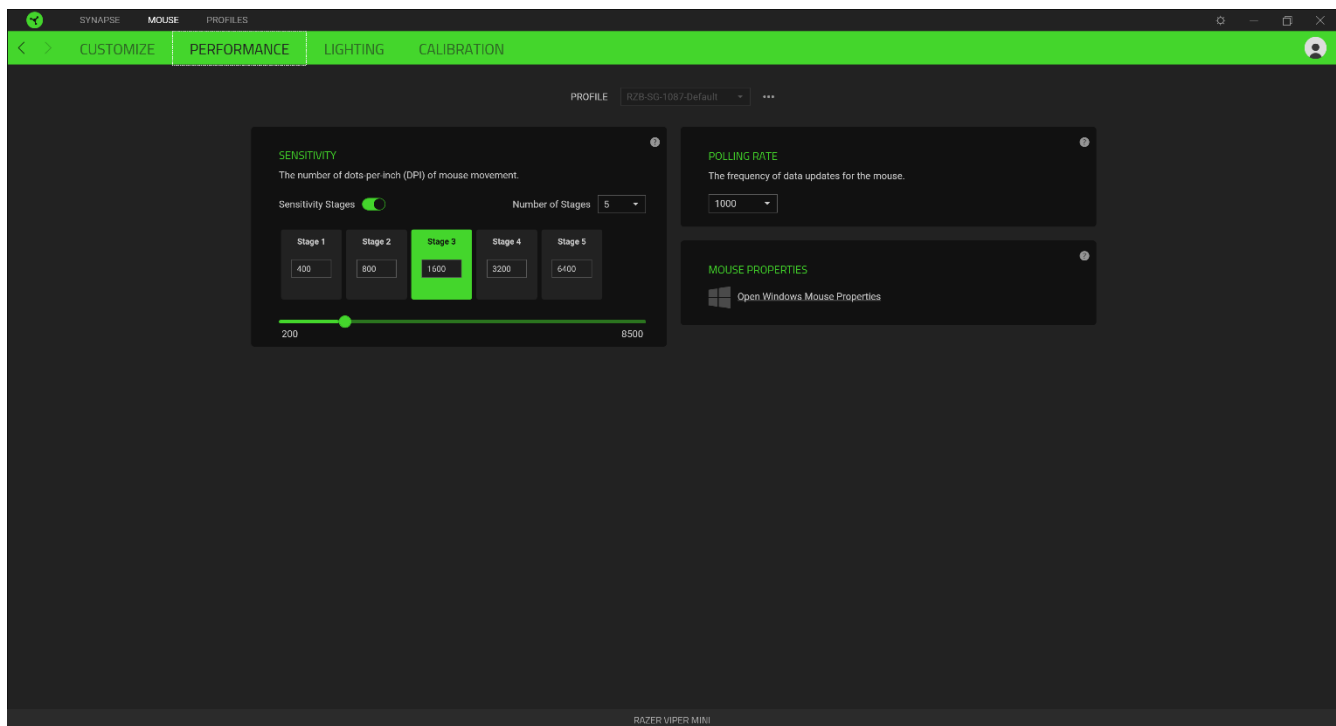 SYNAPSE MOUSE PROFILES
CUSTOMIZE PERFORMANCE LIGHTING CALIBRATION
PROFILE RZB-SG-1087-Default
SENSITIVITY
The number of dots-per-inch (DPI) of mouse movement.
Sensitivity Stages Number of Stages 5
Stage 1 Stage 2 Stage 3 Stage 4 Stage 5
400 800 1600 3200 6400
200 8500
POLLING RATE
The frequency of data updates for the mouse.
1000
MOUSE PROPERTIES
Open Windows Mouse Properties
RAZER VIPER MINI